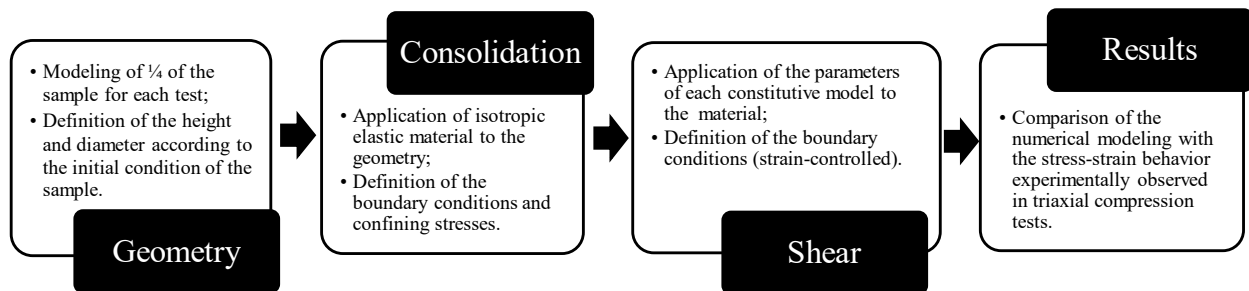 • Modeling of ¼ of the
sample for each test;
• Definition of the height
and diameter according to
the initial condition of the
sample.
Geometry
Consolidation
• Application of isotropic
elastic material to the
geometry;
• Definition of the
boundary conditions and
confining stresses.
• Application of the parameters
of each constitutive model to
the material;
• Definition of the boundary
conditions (strain-controlled).
Shear
Results
• Comparison of the
numerical modeling with
the stress-strain behavior
experimentally observed
in triaxial compression
tests.